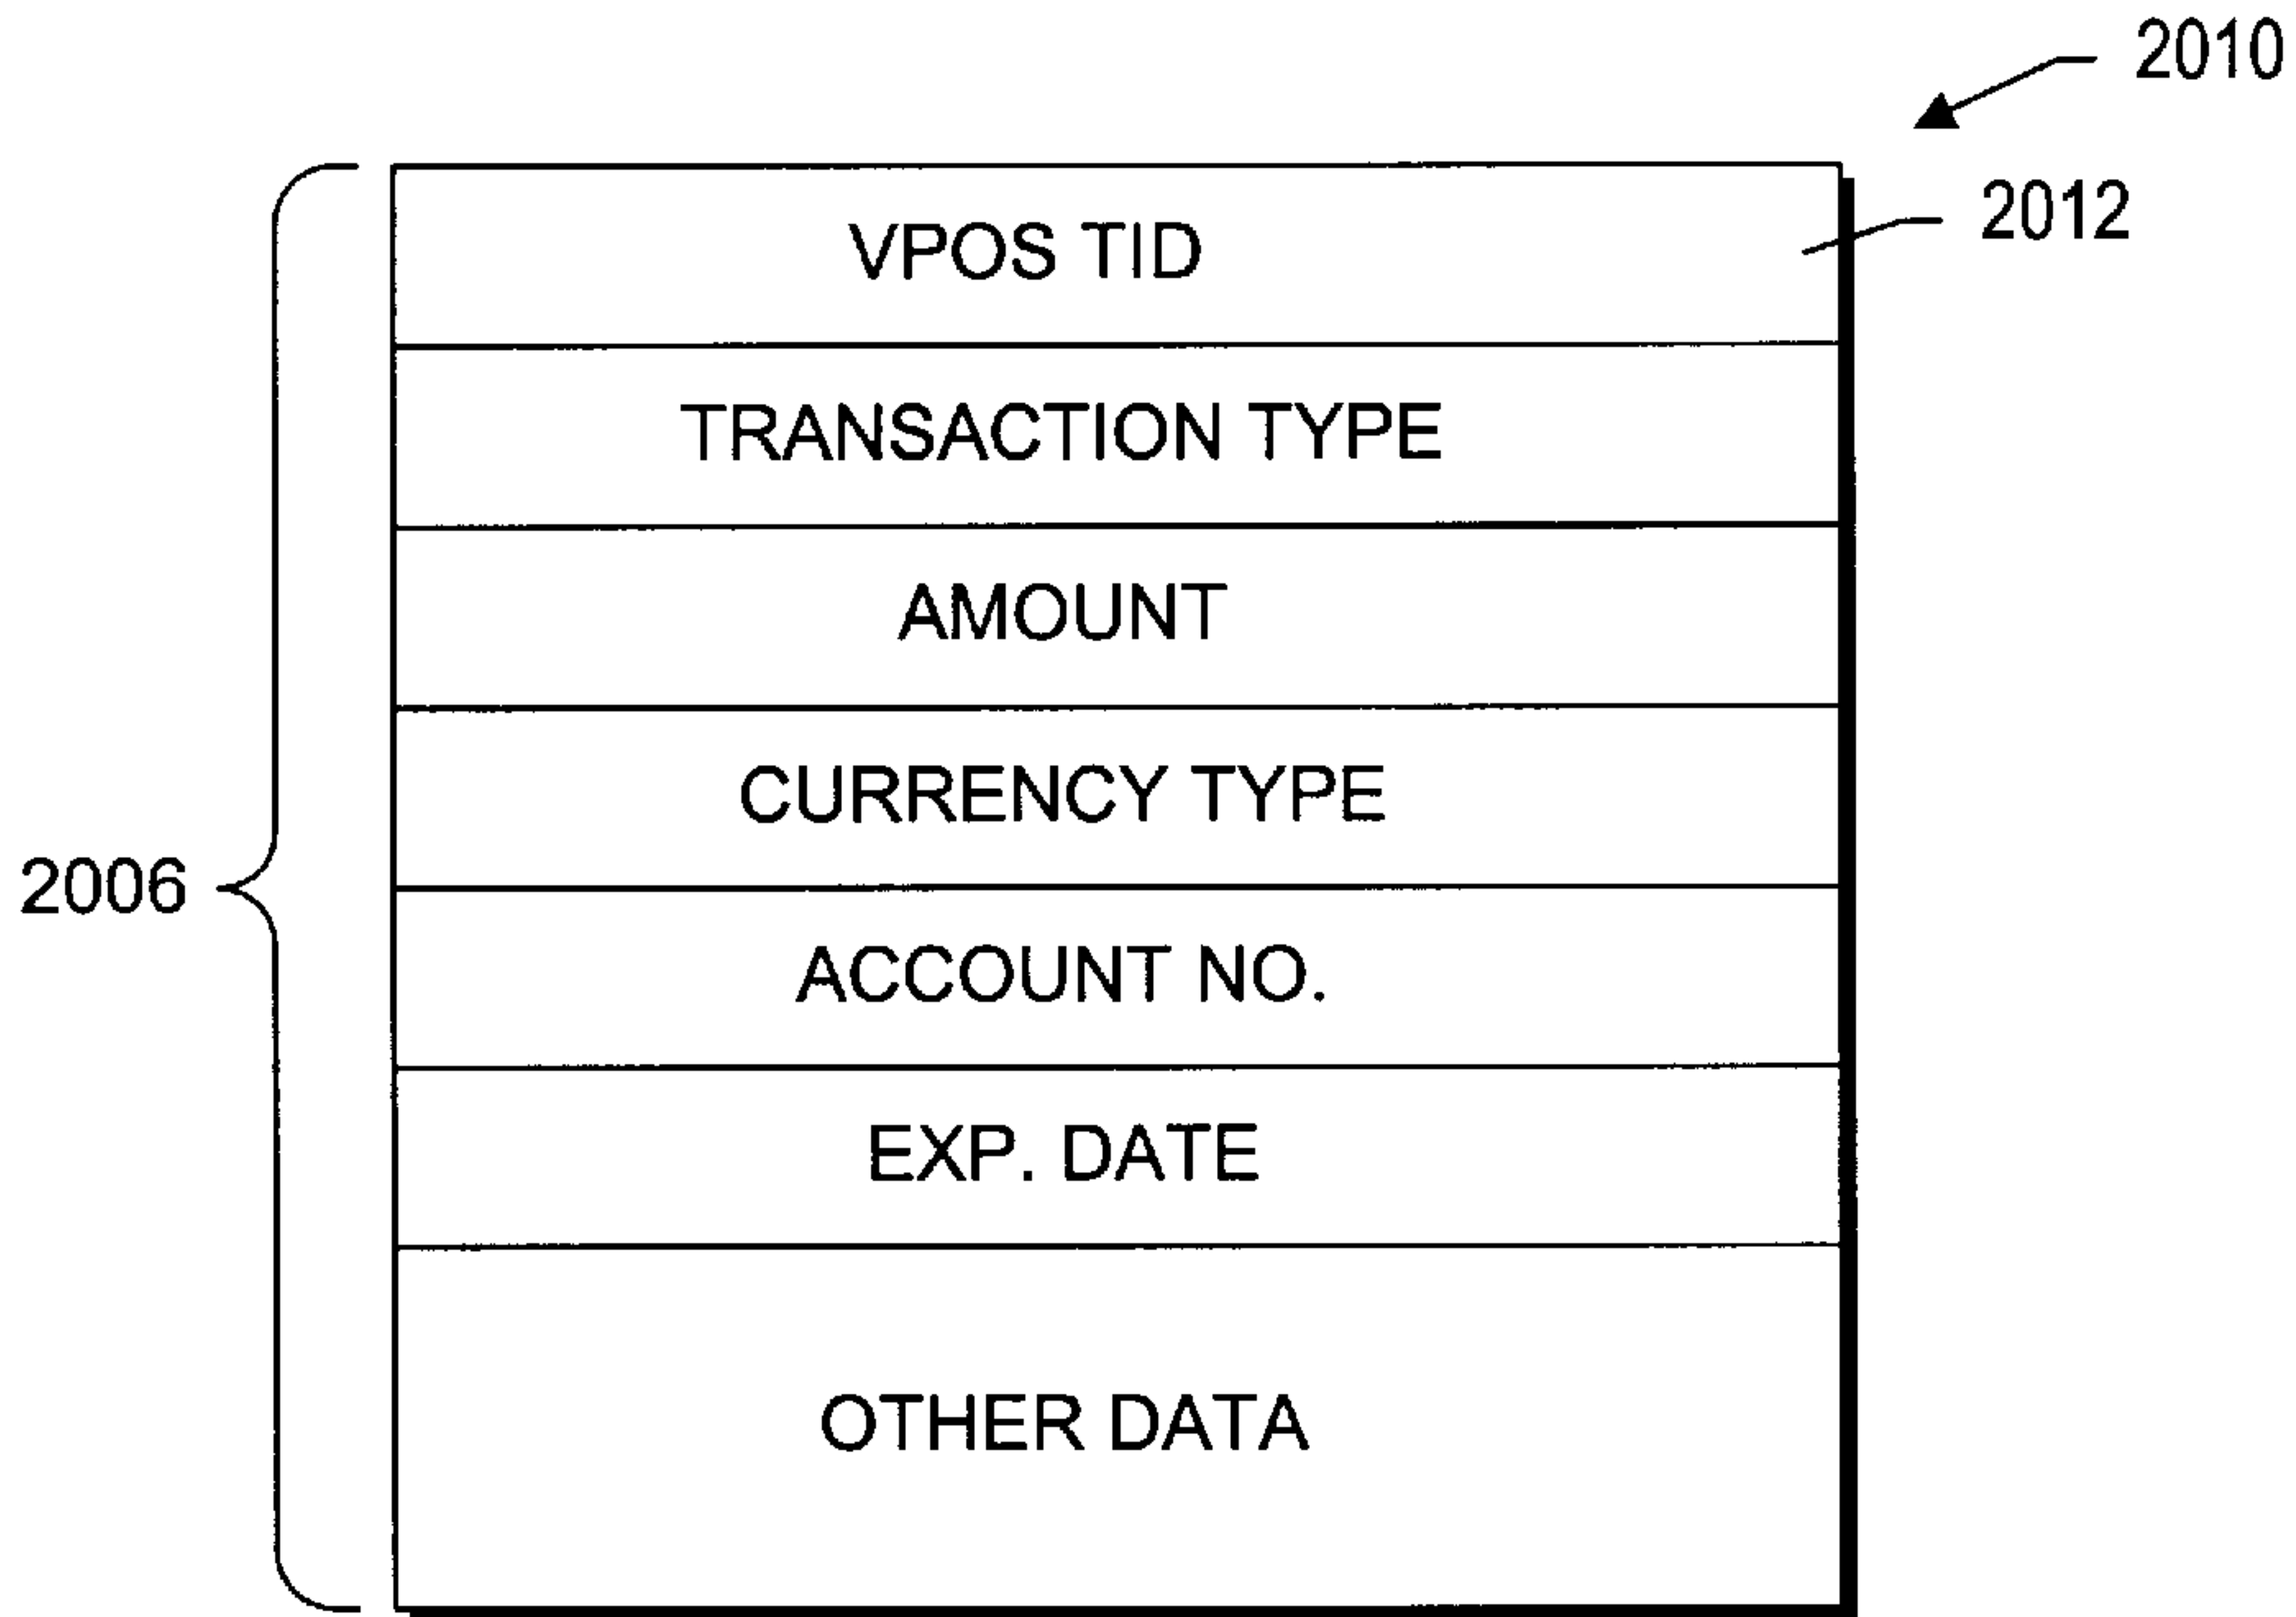 2010
2012
VPOS TID
TRANSACTION TYPE
AMOUNT
CURRENCY TYPE
2006
ACCOUNT NO.
EXP. DATE
OTHER DATA